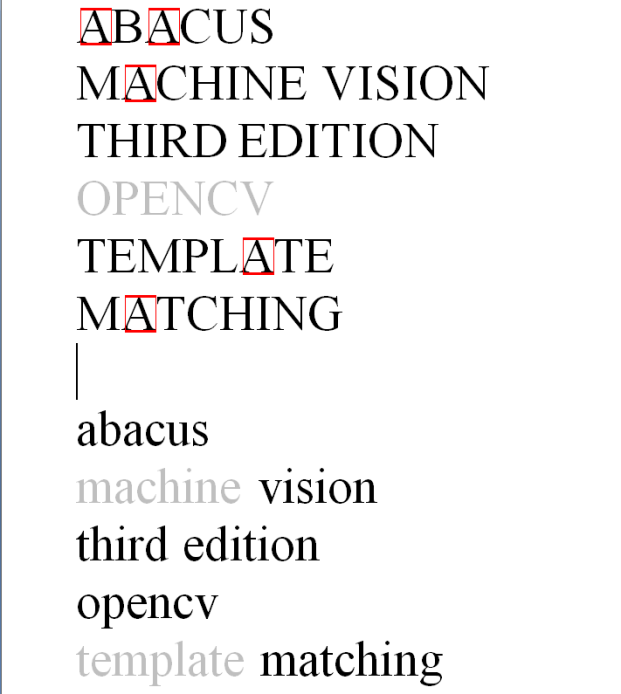 ABACUS
MACHINE VISION
THIRD EDITION
OPENCV
TEMPLATE
MATCHING
abacus
machine vision
third edition
opencv
template matching